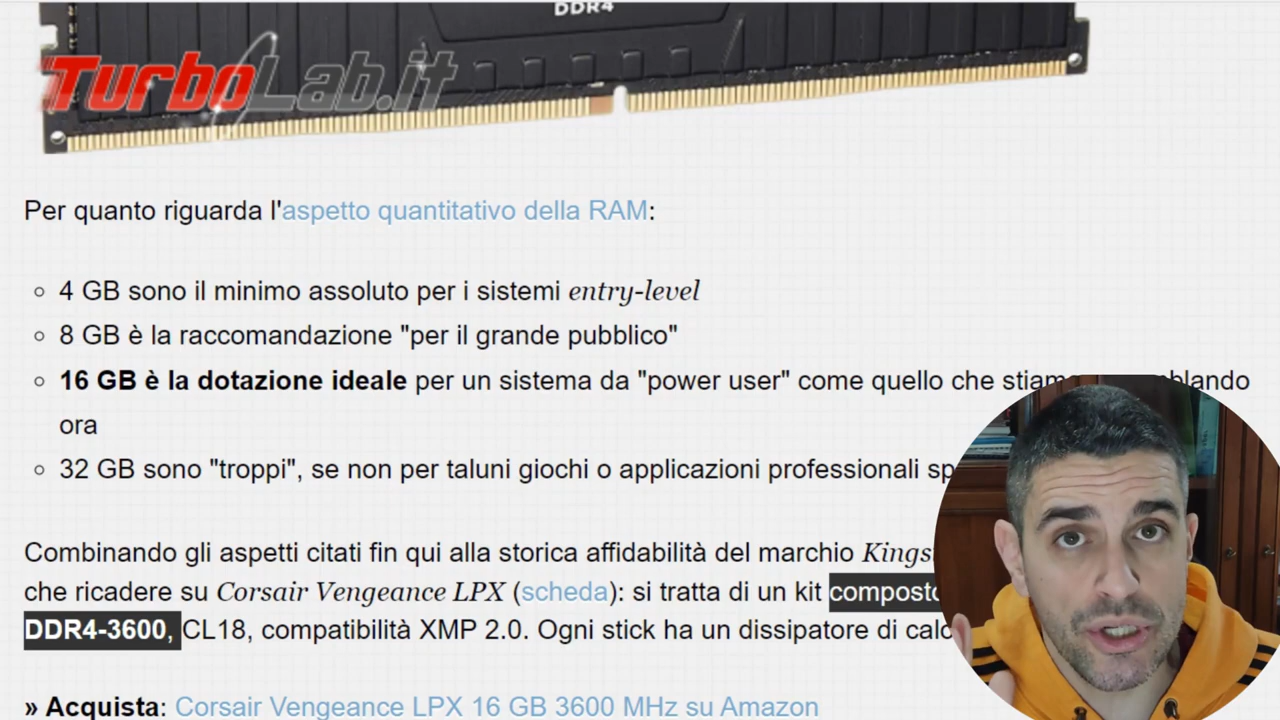 DDR4
TurboLab.it
Per quanto riguarda l'aspetto quantitativo della RAM:
4 GB sono il minimo assoluto per i sistemi entry-level
8 GB è la raccomandazione "per il grande pubblico"
16 GB è la dotazione ideale per un sistema da "power user" come quello che
ora
32 GB sono "troppi", se non per taluni giochi o applicazioni professionali
Combinando gli aspetti citati fin qui alla storica affidabilità del marchio
che ricadere su Corsair Vengeance LPX (scheda): si tratta di un kit
DDR4-3600, CL18, compatibilità XMP 2.0. Ogni stick ha un dissipatore di
» Acquista: Corsair Vengeance LPX 16 GB 3600 MHz su Amazon